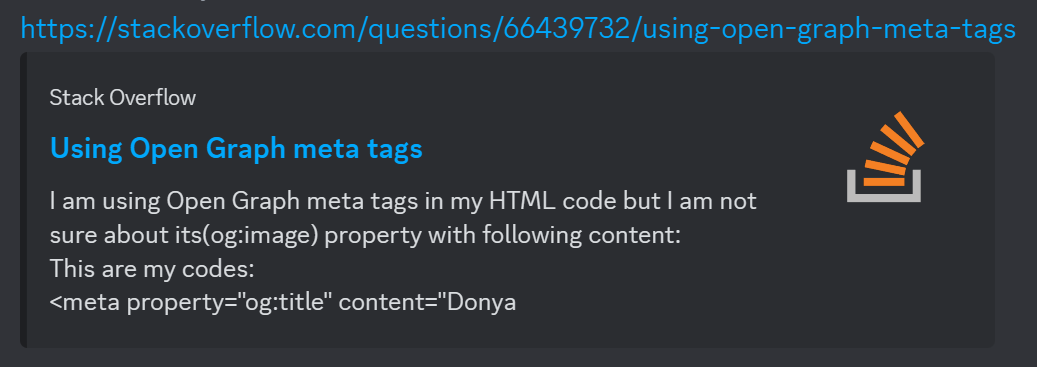 https://stackoverflow.com/questions/66439732/using-open-graph-meta-tags
Stack Overflow
Using Open Graph meta tags
I am using Open Graph meta tags in my HTML code but I am not
sure about its(og:image) property with following content:
This are my codes:
<meta property="og:title" content="Donya